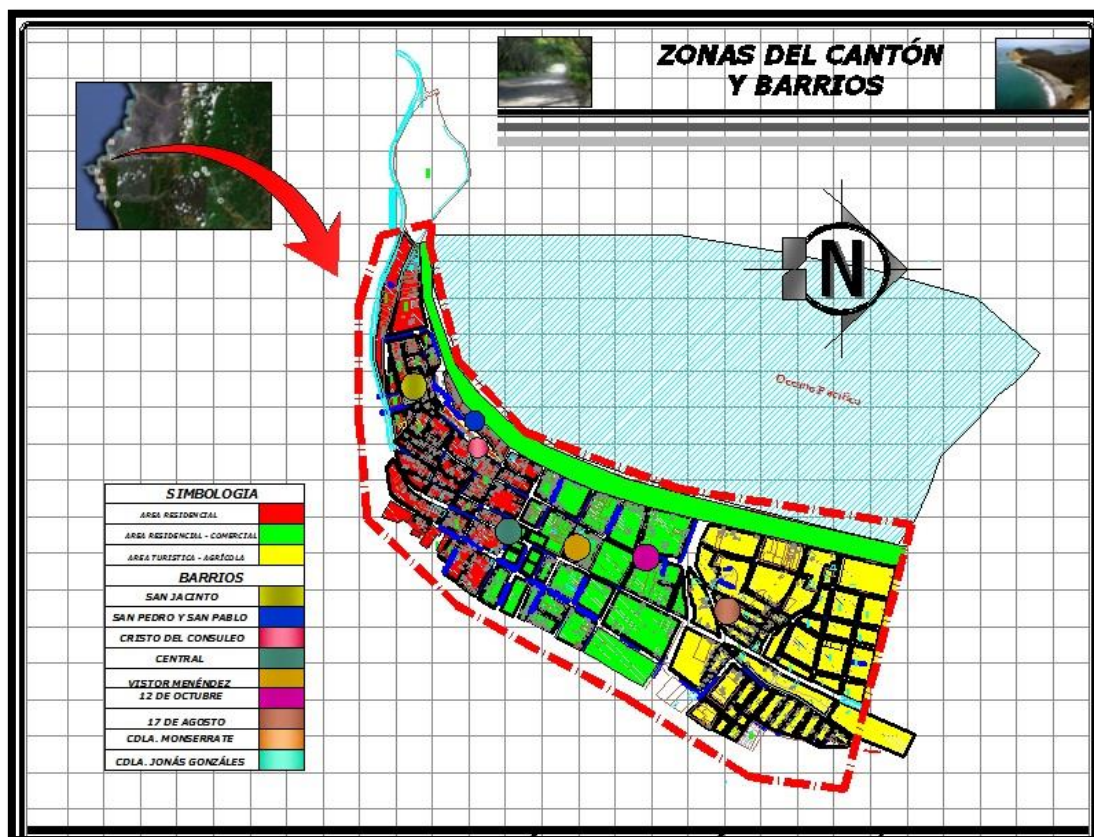 ZONAS DEL CANTÓN
Y BARRIOS
N
Oceano Pacifico
SIMBOLOGIA
AREA RESIDENCIAL
AREA RESIDENCIAL - COMERCIAL
AREA TURISTICA - AGRÍCOLA
BARRIOS
SAN JACINTO
SAN PEDRO Y SAN PABLO
CRISTO DEL CONSULEO
CENTRAL
VISTOR MENÉNDEZ
12 DE OCTUBRE
17 DE AGOSTO
CDLA. MONSERRATE
CDLA. JONÁS GONZÁLES